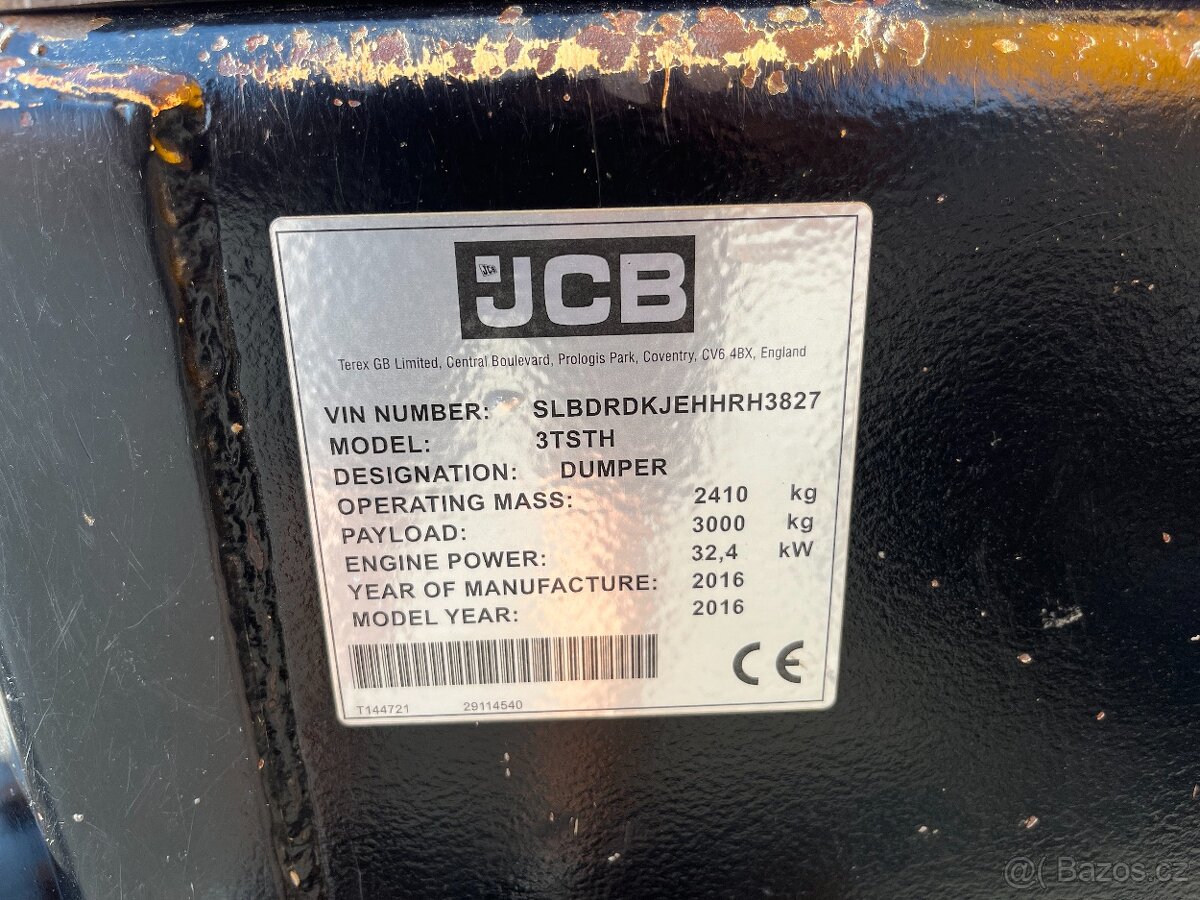 JCB
JCB
Terex GB Limited, Central Boulevard, Prologis Park, Coventry, CV6 4BX, England
VIN NUMBER: SLBDRDKJEHHRH3827
MODEL: 3TSTH
DESIGNATION: DUMPER
OPERATING MASS: 2410 kg
PAYLOAD: 3000 kg
ENGINE POWER: 32,4 kW
YEAR OF MANUFACTURE: 2016
MODEL YEAR: 2016
CE
T144721 29114540
@( Bazos.cz